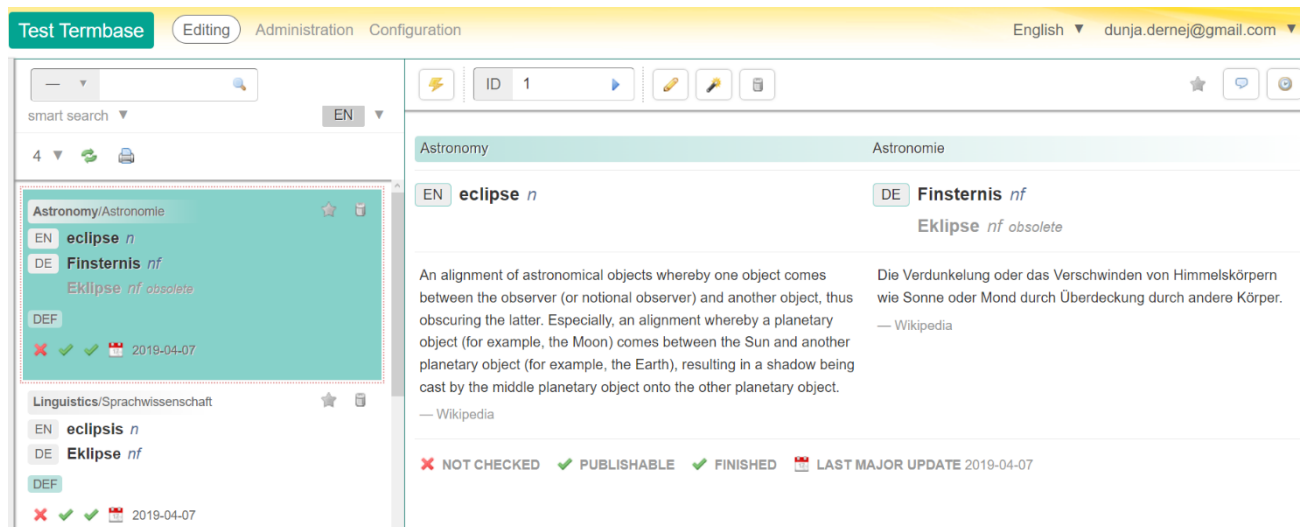 Test Termbase Editing Administration Configuration English ▼ dunja.dernej@gmail.com ▼
— ▼
smart search ▼ EN ▼
4 ▼
Astronomy/Astronomie
EN eclipse n
DE Finsternis nf
Eklipse nf obsolete
DEF
2019-04-07
Linguistics/Sprachwissenschaft
EN eclipsis n
DE Eklipse nf
DEF
2019-04-07
ID 1
Astronomy Astronomie
EN eclipse n
DE Finsternis nf
Eklipse nf obsolete
An alignment of astronomical objects whereby one object comes
between the observer (or notional observer) and another object, thus
obscuring the latter. Especially, an alignment whereby a planetary
object (for example, the Moon) comes between the Sun and another
planetary object (for example, the Earth), resulting in a shadow being
cast by the middle planetary object onto the other planetary object.
— Wikipedia
Die Verdunkelung oder das Verschwinden von Himmelskörpern
wie Sonne oder Mond durch Überdeckung durch andere Körper.
— Wikipedia
NOT CHECKED PUBLISHABLE FINISHED LAST MAJOR UPDATE 2019-04-07